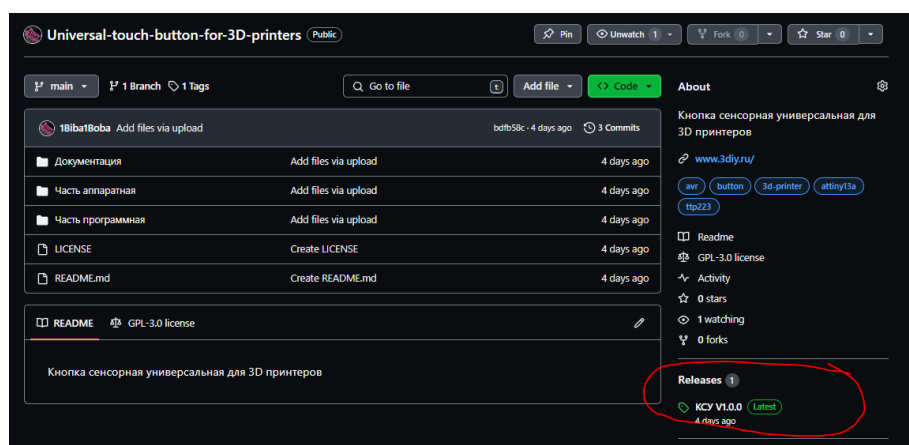 Universal-touch-button-for-3D-printers Public
Pin
Unwatch 1
Fork 0
Star 0
main
1 Branch
1 Tags
Go to file
t
Add file
Code
1Biba1Boba Add files via upload
bdfb58c · 4 days ago
3 Commits
Документация Add files via upload 4 days ago
Часть аппаратная Add files via upload 4 days ago
Часть программная Add files via upload 4 days ago
LICENSE Create LICENSE 4 days ago
README.md Create README.md 4 days ago
README
GPL-3.0 license
Кнопка сенсорная универсальная для 3D принтеров
About
Кнопка сенсорная универсальная для
3D принтеров
www.3diy.ru/
avr button 3d-printer attiny13a
ttp223
Readme
GPL-3.0 license
Activity
0 stars
1 watching
0 forks
Releases 1
КСУ V1.0.0 Latest
4 days ago